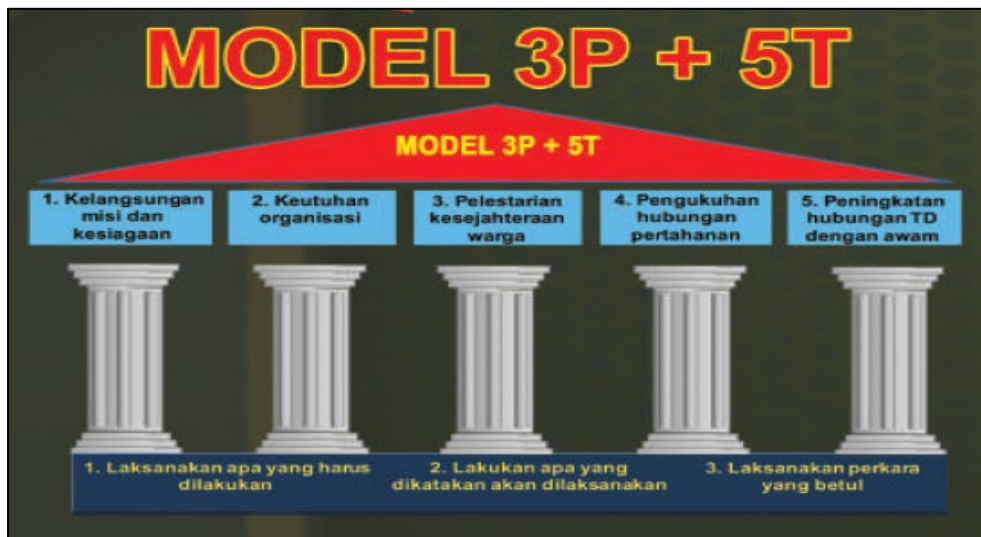 MODEL 3P + 5T
MODEL 3P + 5T
1. Kelangsungan
misi dan
kesiagaan
2. Keutuhan
organisasi
3. Pelestarian
kesejahteraan
warga
4. Pengukuhan
hubungan
pertahanan
5. Peningkatan
hubungan TD
dengan awam
1. Laksanakan apa yang harus
dilakukan
2. Lakukan apa yang
dikatakan akan dilaksanakan
3. Laksanakan perkara
yang betul